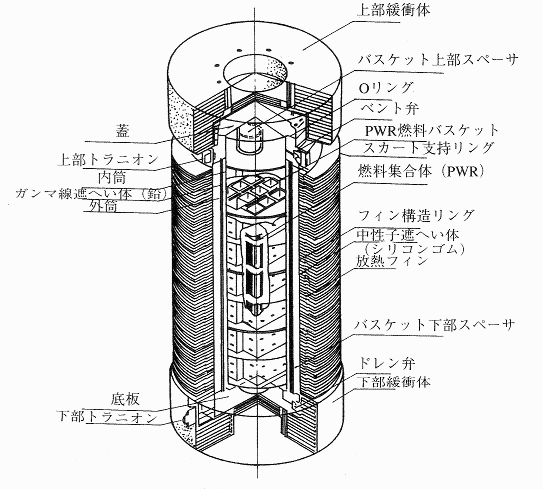 上部緩衝体
バスケット上部スペーサ
Oリング
ベント弁
蓋
PWR燃料バスケット
上部トラニオン
スカート支持リング
内筒
燃料集合体(PWR)
ガンマ線遮へい体(鉛)
外筒
フィン構造リング
中性子遮へい体
(シリコンゴム)
放熱フィン
バスケット下部スペーサ
ドレン弁
底板
下部緩衝体
下部トラニオン